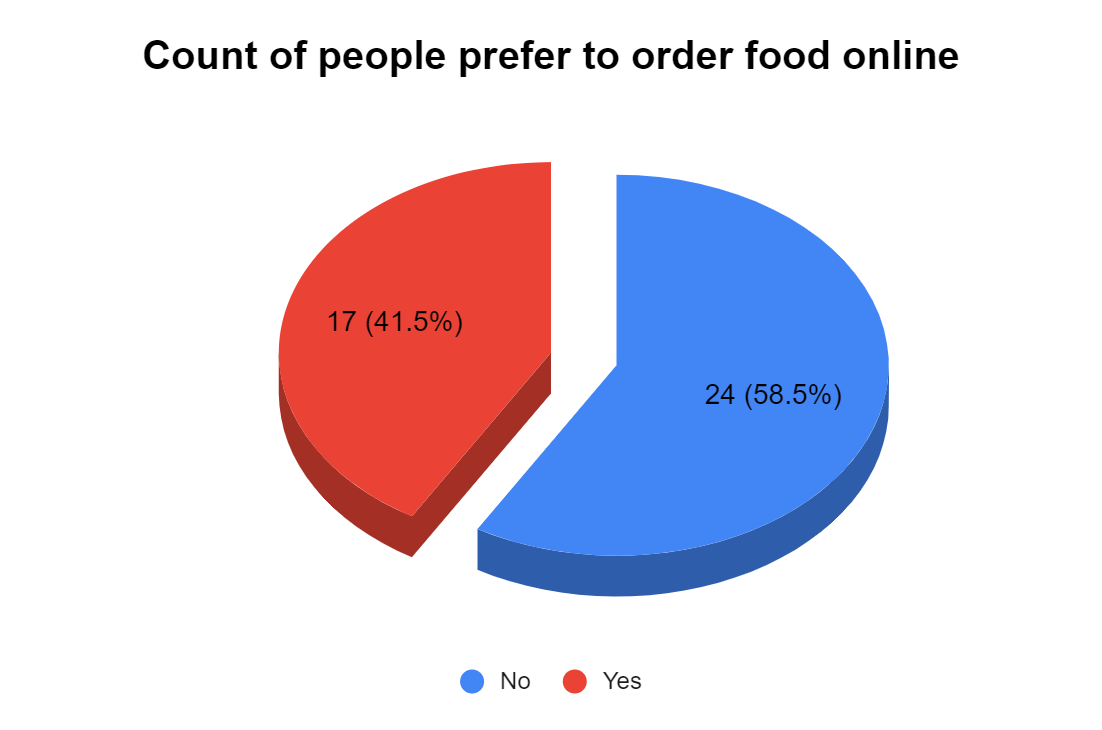 Count of people prefer to order food online
17 (41.5%)
24 (58.5%)
No
Yes